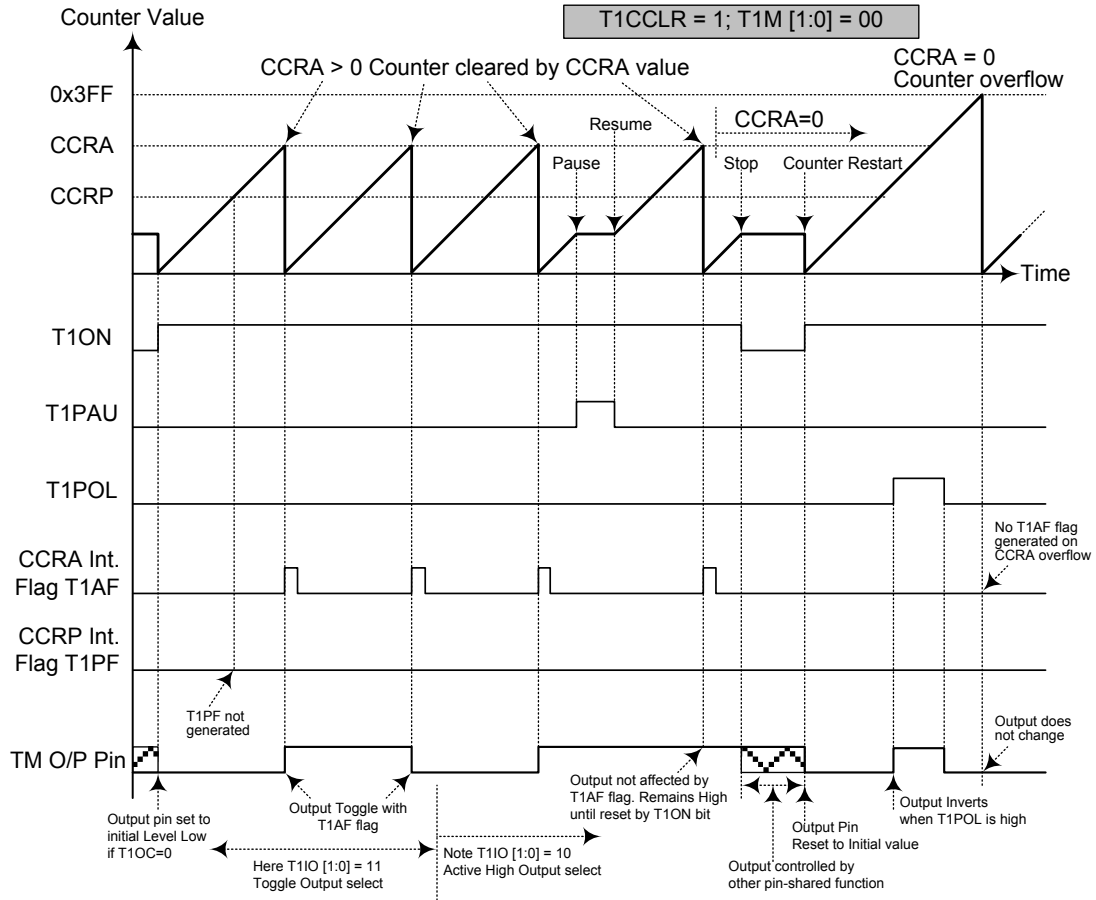 Counter Value
T1CCLR = 1; T1M [1:0] = 00
CCRA > 0 Counter cleared by CCRA value
CCRA = 0
Counter overflow
0x3FF
CCRA=0
Resume
CCRA
Pause
Stop
Counter Restart
CCRP
Time
T1ON
T1PAU
T1POL
No T1AF flag
generated on
CCRA overflow
CCRA Int.
Flag T1AF
CCRP Int.
Flag T1PF
T1PF not
generated
Output does
not change
TM O/P Pin
Output pin set to
initial Level Low
if T1OC=0
Output Toggle with
T1AF flag
Output not affected by
T1AF flag. Remains High
until reset by T1ON bit
Output Inverts
when T1POL is high
Output Pin
Reset to Initial value
Here T1IO [1:0] = 11
Toggle Output select
Note T1IO [1:0] = 10
Active High Output select
Output controlled by
other pin-shared function